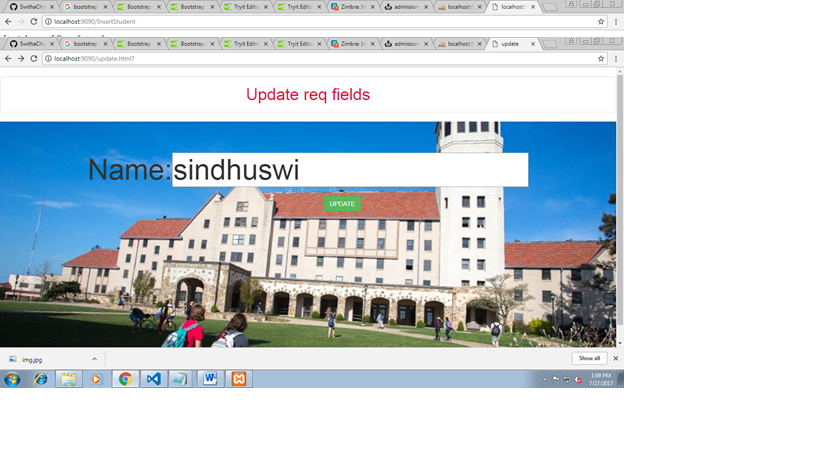 SwithaCh
bootstrap
Bootstrap
Bootstrap
Bootstrap
Tryit Edito
Tryit Edito
Zimbra: In
admission
localhost
localhost:9090/InsertStudent
SwithaCh
bootstrap
Bootstrap
Bootstrap
Bootstrap
Tryit Edito
Tryit Edito
Zimbra: In
admission
update
localhost:9090/update.html?
Update req fields
Name:sindhuswi
UPDATE
img.jpg
Show all
1:09 PM
7/27/2017